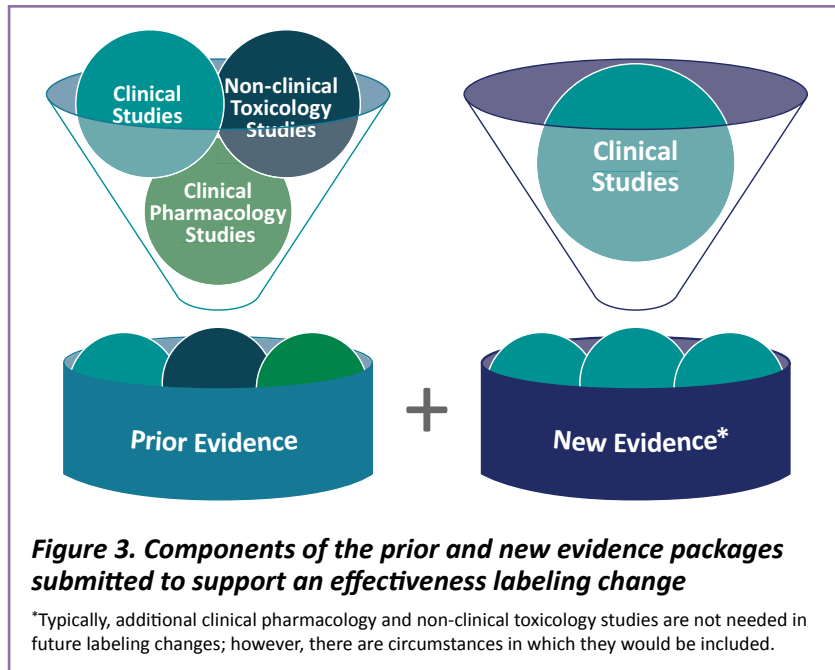 Clinical
Studies
Non-clinical
Toxicology
Studies
Clinical
Pharmacology
Studies
Clinical
Studies
Prior Evidence
+
New Evidence*
Figure 3. Components of the prior and new evidence packages
submitted to support an effectiveness labeling change
*Typically, additional clinical pharmacology and non-clinical toxicology studies are not needed in
future labeling changes; however, there are circumstances in which they would be included.